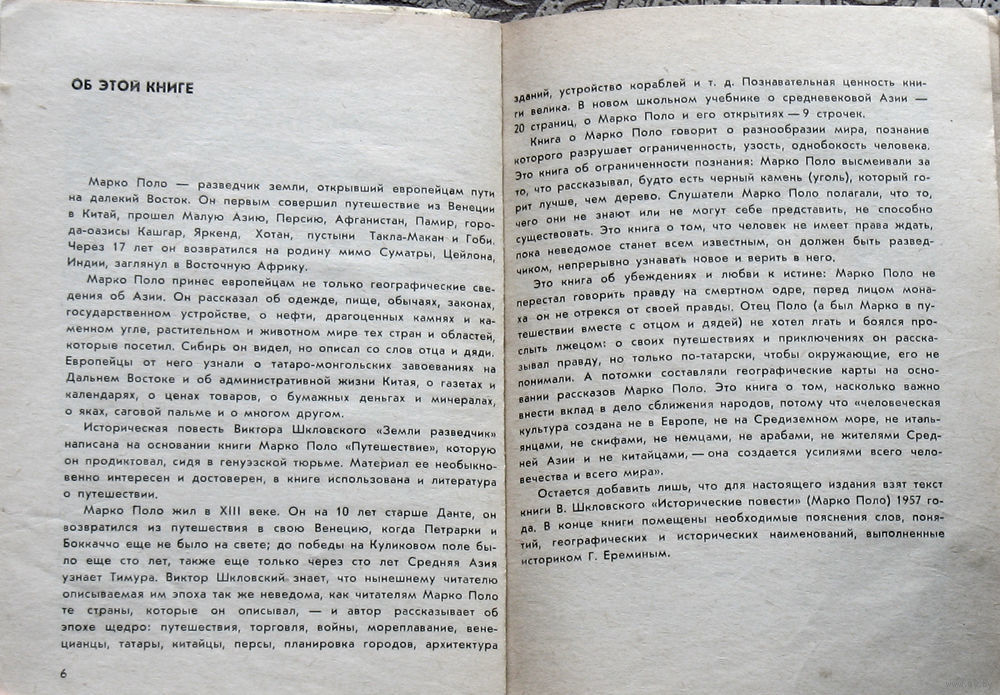 ОБ ЭТОЙ КНИГЕ
Марко Поло — разведчик земли, открывший европейцам пути
на далекий Восток. Он первым совершил путешествие из Венеции
в Китай, прошел Малую Азию, Персию, Афганистан, Памир, горо-
да-оазисы Кашгар, Яркенд, Хотан, пустыни Такла-Макан и Гоби.
Через 17 лет он возвратился на родину мимо Суматры, Цейлона,
Индии, заглянул в Восточную Африку.
Марко Поло принес европейцам не только географические све-
дения об Азии. Он рассказал об одежде, пище, обычаях, законах,
государственном устройстве, о нефти, драгоценных камнях и ка-
менном угле, растительном и животном мире тех стран и областей,
которые посетил. Сибирь он видел, но описал со слов отца и дяди.
Европейцы от него узнали о татаро-монгольских завоеваниях на
Дальнем Востоке и об административной жизни Китая, о газетах и
календарях, о ценах товаров, о бумажных деньгах и минералах,
о яках, саговой пальме и о многом другом.
Историческая повесть Виктора Шкловского «Земли разведчик»
написана на основании книги Марко Поло «Путешествие», которую
он продиктовал, сидя в генуэзской тюрьме. Материал ее необыкно-
венно интересен и достоверен, в книге использована и литература
о путешествии.
Марко Поло жил в XIII веке. Он на 10 лет старше Данте, он
возвратился из путешествия в свою Венецию, когда Петрарки и
Боккаччо еще не было на свете; до победы на Куликовом поле бы-
ло еще сто лет, также еще только через сто лет Средняя Азия
узнает Тимура. Виктор Шкловский знает, что нынешнему читателю
описываемая им эпоха так же неведома, как читателям Марко Поло
те страны, которые он описывал, — и автор рассказывает об
эпохе щедро: путешествия, торговля, войны, мореплавание, вене-
цианцы, татары, китайцы, персы, планировка городов, архитектура
6
зданий, устройство кораблей и т. д. Познавательная ценность кни-
ги велика. В новом школьном учебнике о средневековой Азии —
20 страниц, о Марко Поло и его открытиях — 9 строчек.
Книга о Марко Поло говорит о разнообразии мира, познание
которого разрушает ограниченность, узость, однобокость человека.
Это книга об ограниченности познания: Марко Поло высмеивали за
то, что рассказывал, будто есть черный камень (уголь), который го-
рит лучше, чем дерево. Слушатели Марко Поло полагали, что то,
чего они не знают или не могут себе представить, не способно
существовать. Это книга о том, что человек не имеет права ждать,
пока неведомое станет всем известным, он должен быть развед-
чиком, непрерывно узнавать новое и верить в него.
Это книга об убеждениях и любви к истине: Марко Поло не
перестал говорить правду на смертном одре, перед лицом мона-
ха он не отрекся от своей правды. Отец Поло (а был Марко в пу-
тешествии вместе с отцом и дядей) не хотел лгать и боялся про-
слыть лжецом: о своих путешествиях и приключениях он расска-
зывал правду, но только по-татарски, чтобы окружающие, его не
понимали. А потомки составляли географические карты на осно-
вании рассказов Марко Поло. Это книга о том, насколько важно
внести вклад в дело сближения народов, потому что «человеческая
культура создана не в Европе, не на Средиземном море, не италь-
янцами, не скифами, не немцами, не арабами, не жителями Сред-
ней Азии и не китайцами, — она создается усилиями всего чело-
вечества и всего мира».
Остается добавить лишь, что для настоящего издания взят текст
книги В. Шкловского «Исторические повести» (Марко Поло) 1957 го-
да. В конце книги помещены необходимые пояснения слов, поня-
тий, географических и исторических наименований, выполненные
историком Г. Ереминым.